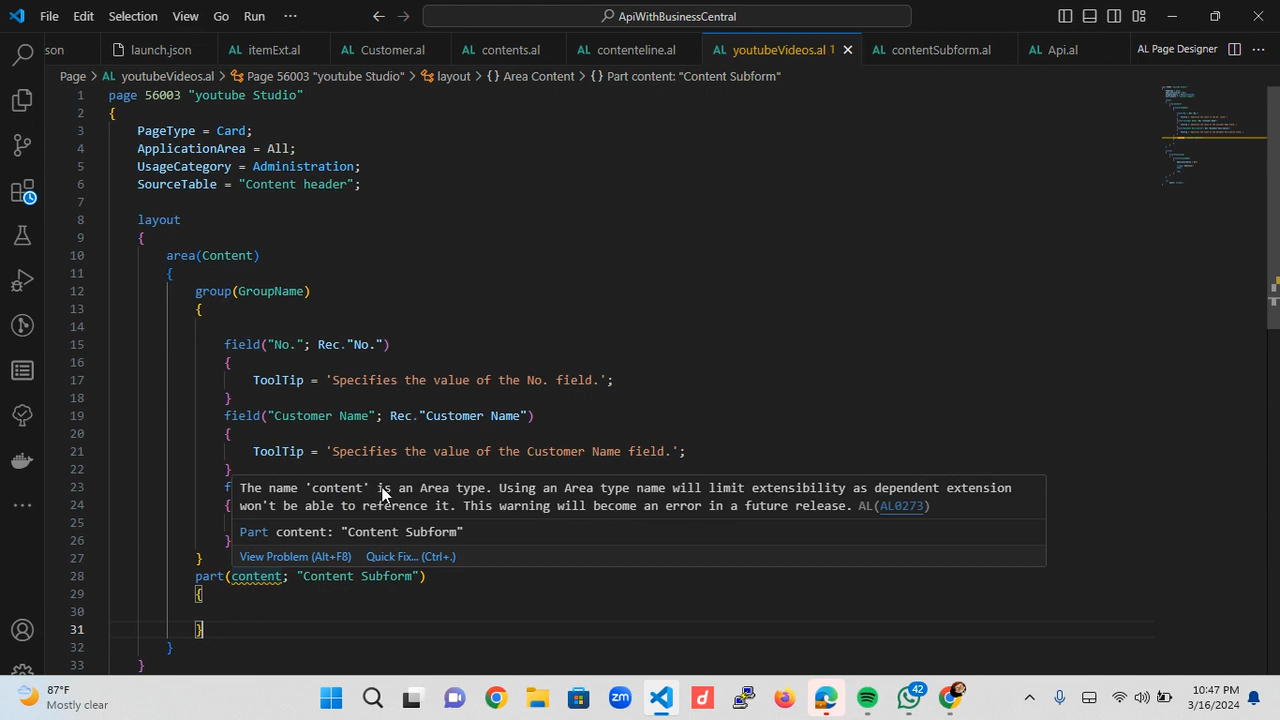 File Edit Selection View Go Run ··· ApiWithBusinessCentral
son launch.json itemExt.al Customer.al contents.al contenteline.al youtubeVideos.al 1 contentSubform.al Api.al AL Page Designer
Page > AL youtubeVideos.al > Page 56003 "youtube Studio" > layout > {} Area Content > {} Part content: "Content Subform"
1 page 56003 "youtube Studio"
2 {
3 PageType = Card;
4 ApplicationArea = All;
5 UsageCategory = Administration;
6 SourceTable = "Content header";
7
8 layout
9 {
10 area(Content)
11 {
12 group(GroupName)
13 {
14
15 field("No."; Rec."No.")
16 {
17 ToolTip = 'Specifies the value of the No. field.';
18 }
19 field("Customer Name"; Rec."Customer Name")
20 {
21 ToolTip = 'Specifies the value of the Customer Name field.';
22 }
23 f
The name 'content' is an Area type. Using an Area type name will limit extensibility as dependent extension
24 {
won't be able to reference it. This warning will become an error in a future release. AL(AL0273)
25
Part content: "Content Subform"
26 }
View Problem (Alt+F8) Quick Fix... (Ctrl+.)
27 }
28 part(content; "Content Subform")
29 {
30
31 }
32 }
33 }
87°F
Mostly clear
zm
d
42
10:47 PM
3/16/2024